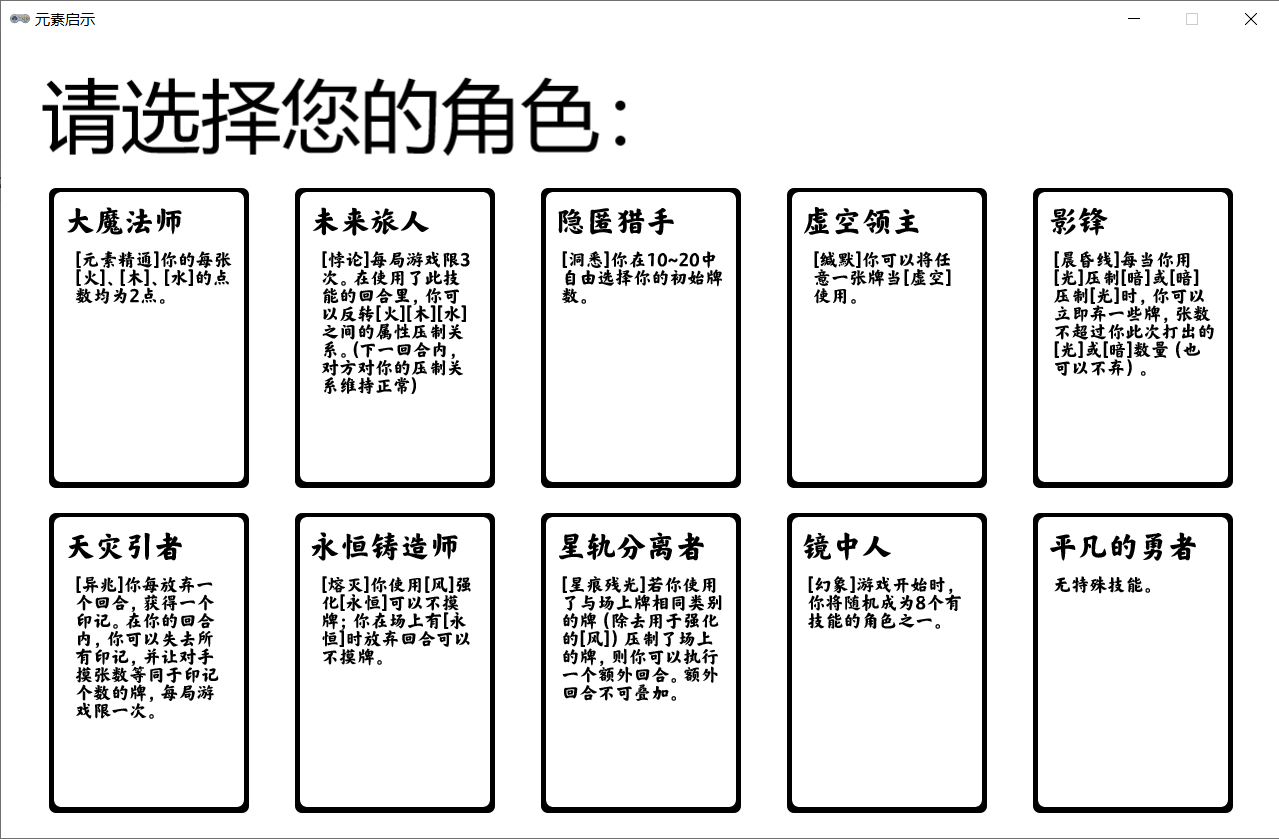 元素启示
请选择您的角色：
大魔法师
[元素精通]你的每张
[火]、[木]、[水]的点
数均为2点。
未来旅人
[悖论]每局游戏限3
次。在使用了此技
能的回合里，你可
以反转[火][木][水]
之间的属性压制关
系。(下一回合内，
对方对你的压制关
系维持正常)
隐匿猎手
[洞悉]你在10~20中
自由选择你的初始牌
数。
虚空领主
[缄默]你可以将任
意一张牌当[虚空]
使用。
影锋
[晨昏线]每当你用
[光]压制[暗]或[暗]
压制[光]时，你可以
立即弃一些牌，张数
不超过你此次打出的
[光]或[暗]数量（也
可以不弃）。
天灾引者
[异兆]你每放弃一
个回合，获得一个
印记。在你的回合
内，你可以失去所
有印记，并让对手
摸张数等同于印记
个数的牌，每局游
戏限一次。
永恒铸造师
[熔灭]你使用[风]强
化[永恒]可以不摸
牌；你在场上有[永
恒]时放弃回合可以
不摸牌。
星轨分离者
[星痕残光]若你使用
了与场上牌相同类别
的牌（除去用于强化
的[风]）压制了场上
的牌，则你可以执行
一个额外回合。额外
回合不可叠加。
镜中人
[幻象]游戏开始时，
你将随机成为8个有
技能的角色之一。
平凡的勇者
无特殊技能。